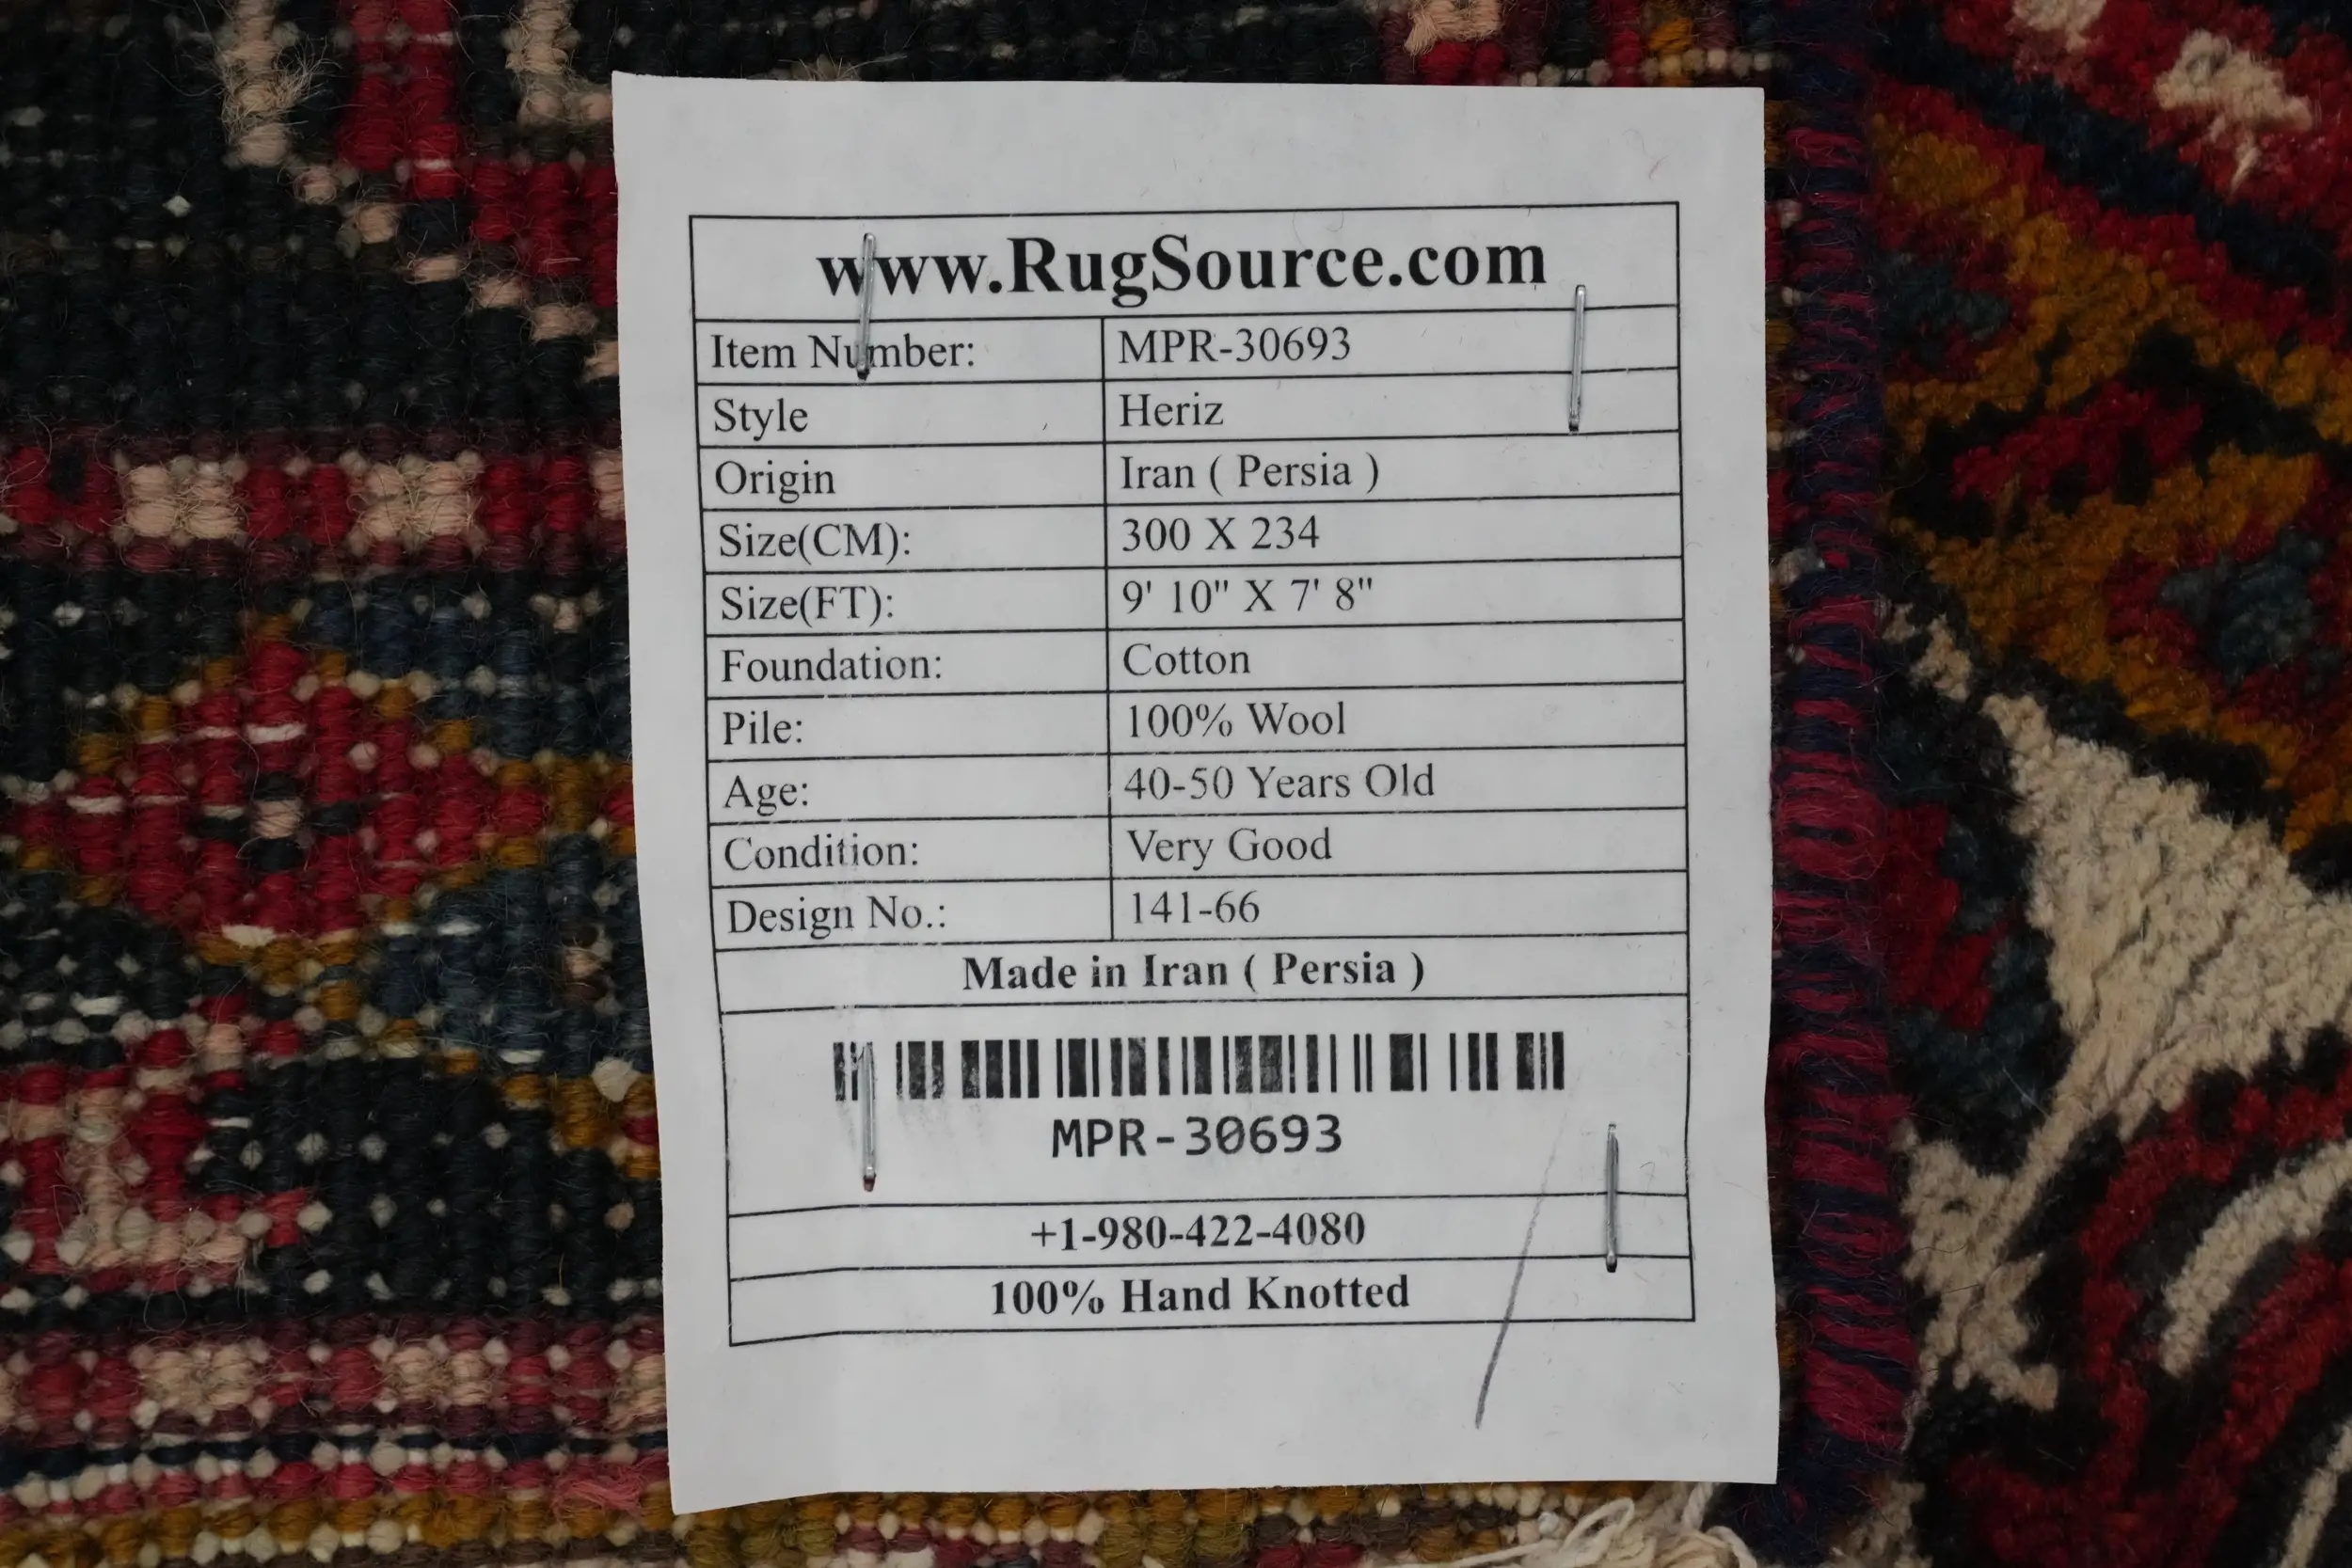 www.RugSource.com
Item Number: MPR-30693
Style Heriz
Origin Iran ( Persia )
Size(CM): 300 X 234
Size(FT): 9' 10" X 7' 8"
Foundation: Cotton
Pile: 100% Wool
Age: 40-50 Years Old
Condition: Very Good
Design No.: 141-66
Made in Iran ( Persia )
MPR-30693
+1-980-422-4080
100% Hand Knotted